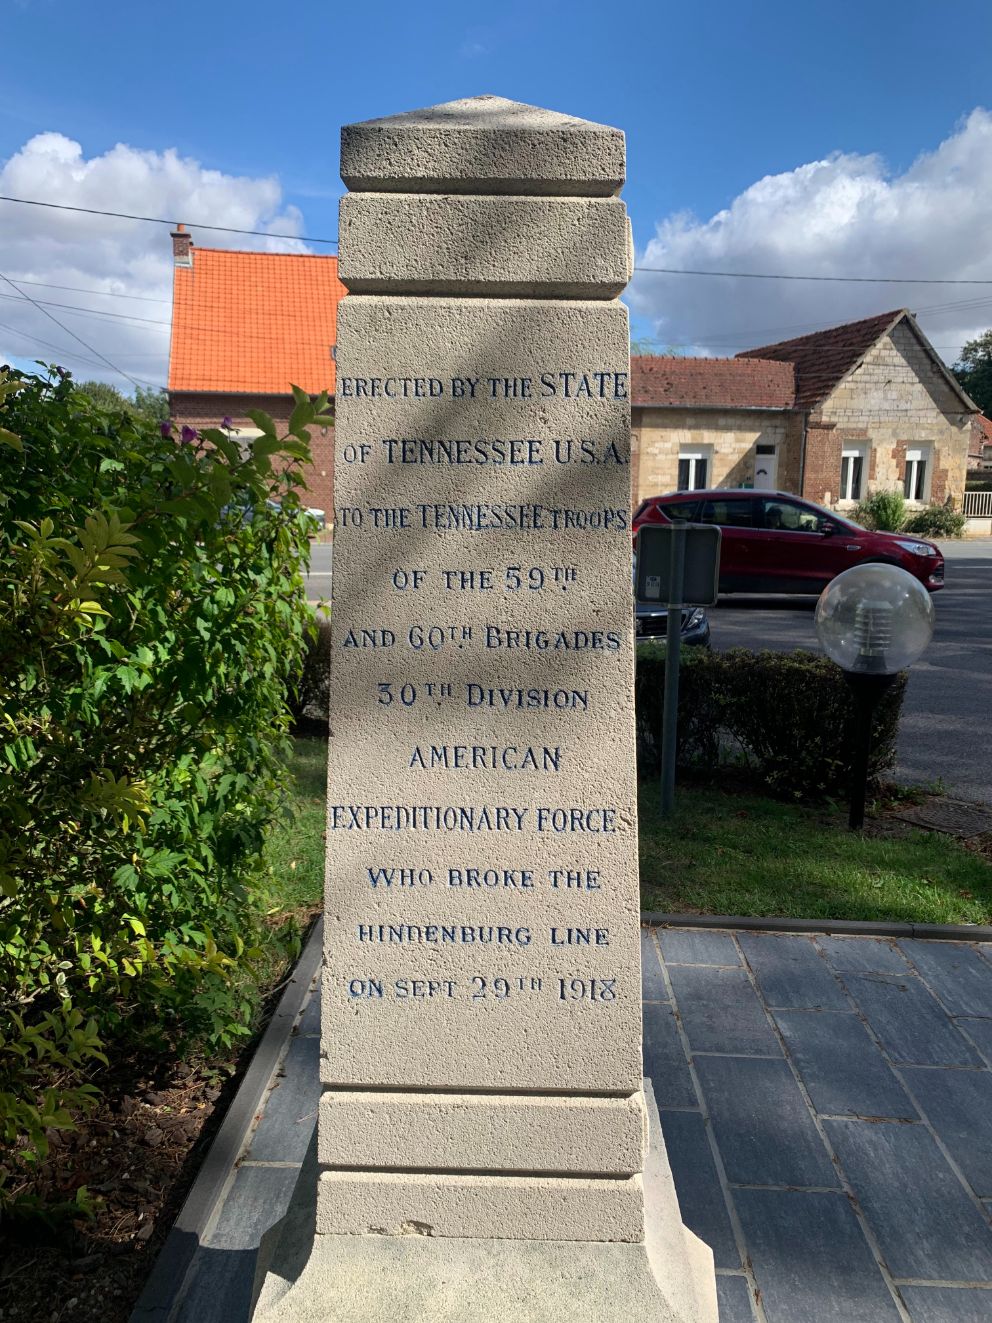 ERECTED BY THE STATE
OF TENNESSEE U.S.A.
TO THE TENNESSEE TROOPS
OF THE 59TH
AND 60TH BRIGADES
30TH DIVISION
AMERICAN
EXPEDITIONARY FORCE
WHO BROKE THE
HINDENBURG LINE
ON SEPT 29TH 1918